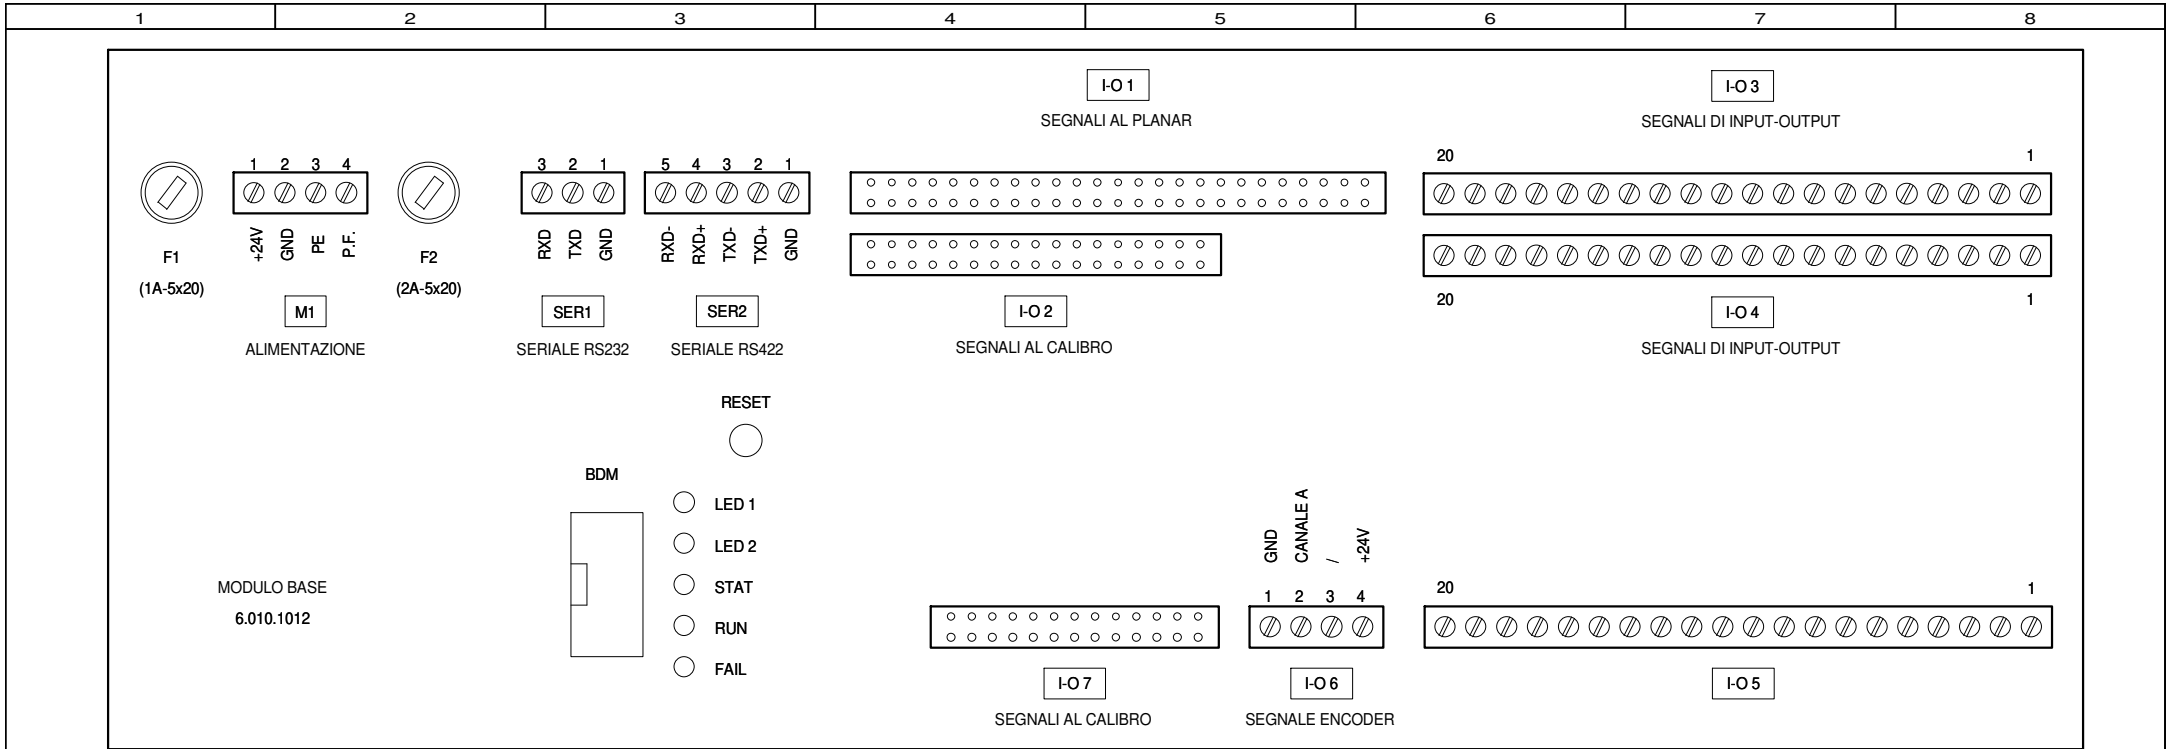 1 2 3 4 5 6 7 8
I-O 1
SEGNALI AL PLANAR
I-O 3
SEGNALI DI INPUT-OUTPUT
20 1
1 2 3 4
+24V GND PE P.F.
F1
(1A-5x20)
M1
ALIMENTAZIONE
F2
(2A-5x20)
3 2 1
RXD TXD GND
SER1
SERIALE RS232
5 4 3 2 1
RXD- RXD+ TXD- TXD+ GND
SER2
SERIALE RS422
I-O 2
SEGNALI AL CALIBRO
20 1
I-O 4
SEGNALI DI INPUT-OUTPUT
RESET
BDM
LED 1
LED 2
STAT
RUN
FAIL
MODULO BASE
6.010.1012
I-O 7
SEGNALI AL CALIBRO
GND CANALE A / +24V
1 2 3 4
I-O 6
SEGNALE ENCODER
20 1
I-O 5